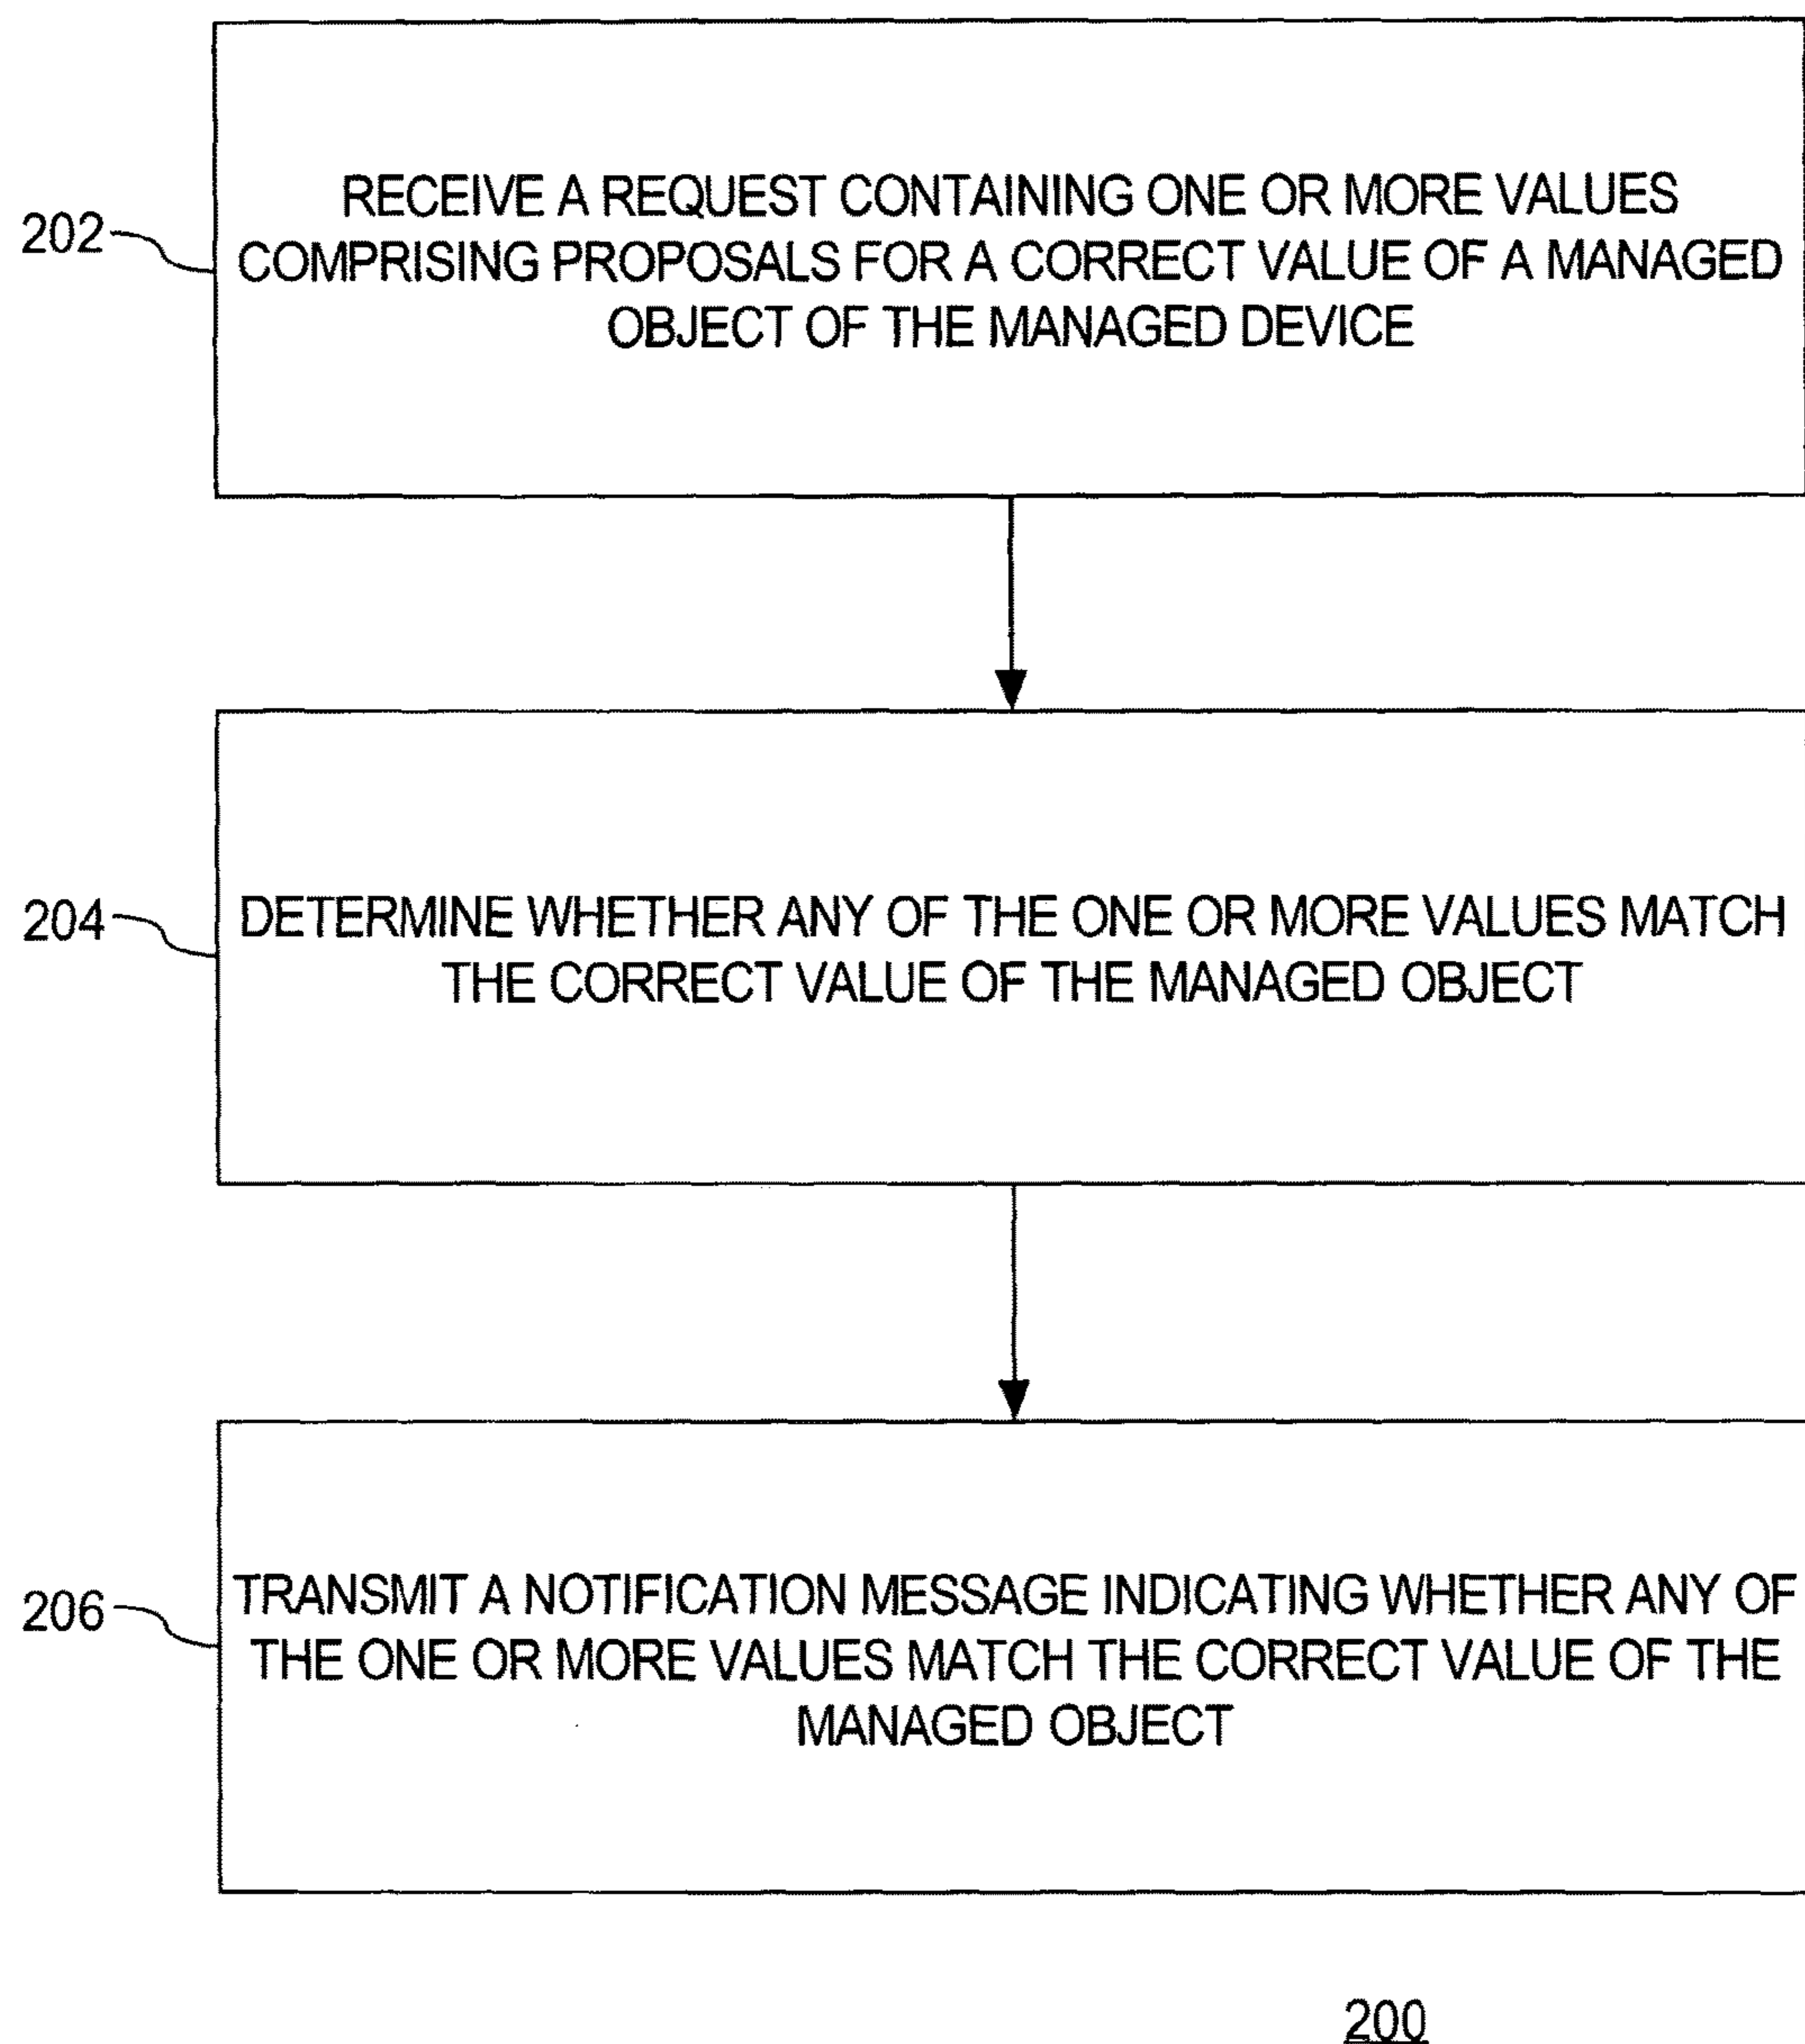 202
RECEIVE A REQUEST CONTAINING ONE OR MORE VALUES
COMPRISING PROPOSALS FOR A CORRECT VALUE OF A MANAGED
OBJECT OF THE MANAGED DEVICE
204
DETERMINE WHETHER ANY OF THE ONE OR MORE VALUES MATCH
THE CORRECT VALUE OF THE MANAGED OBJECT
206
TRANSMIT A NOTIFICATION MESSAGE INDICATING WHETHER ANY OF
THE ONE OR MORE VALUES MATCH THE CORRECT VALUE OF THE
MANAGED OBJECT
200